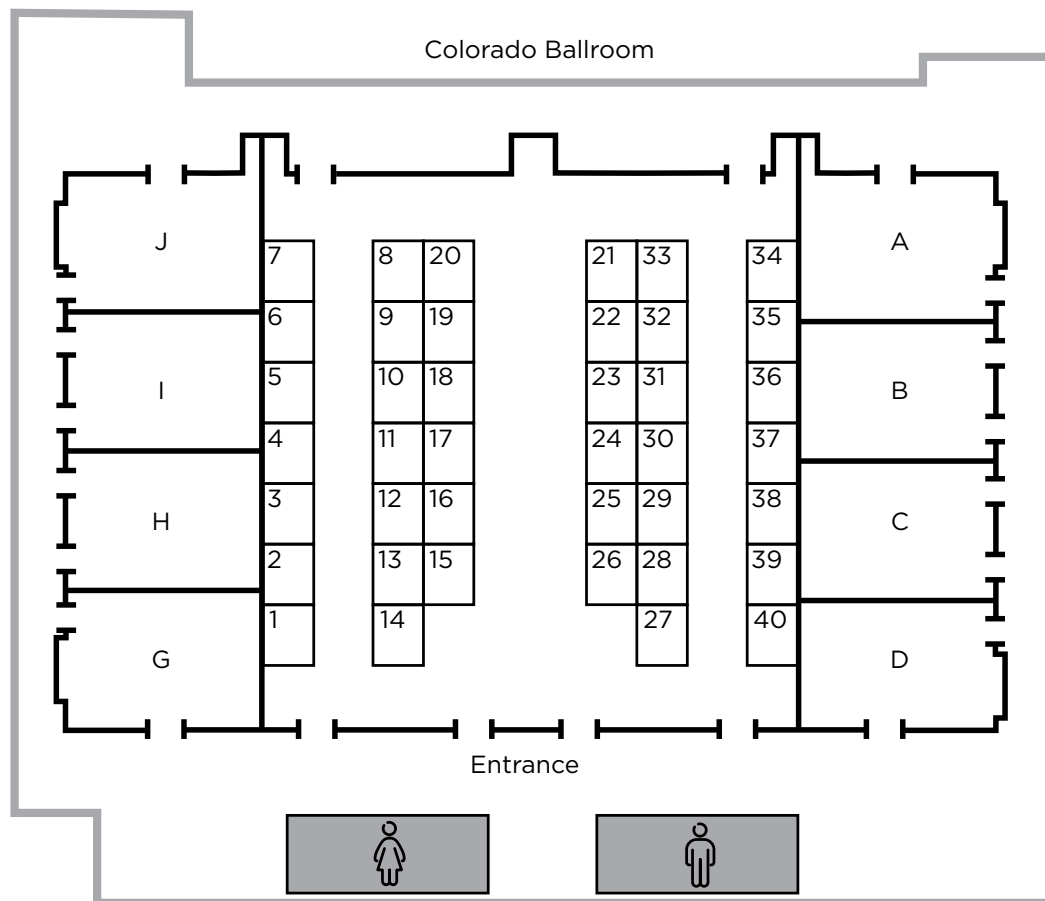 Colorado Ballroom
J
A
7 8 20 21 33 34
6 9 19 22 32 35
I
B
5 10 18 23 31 36
4 11 17 24 30 37
H
C
3 12 16 25 29 38
2 13 15 26 28 39
1 14 27 40
G
D
Entrance